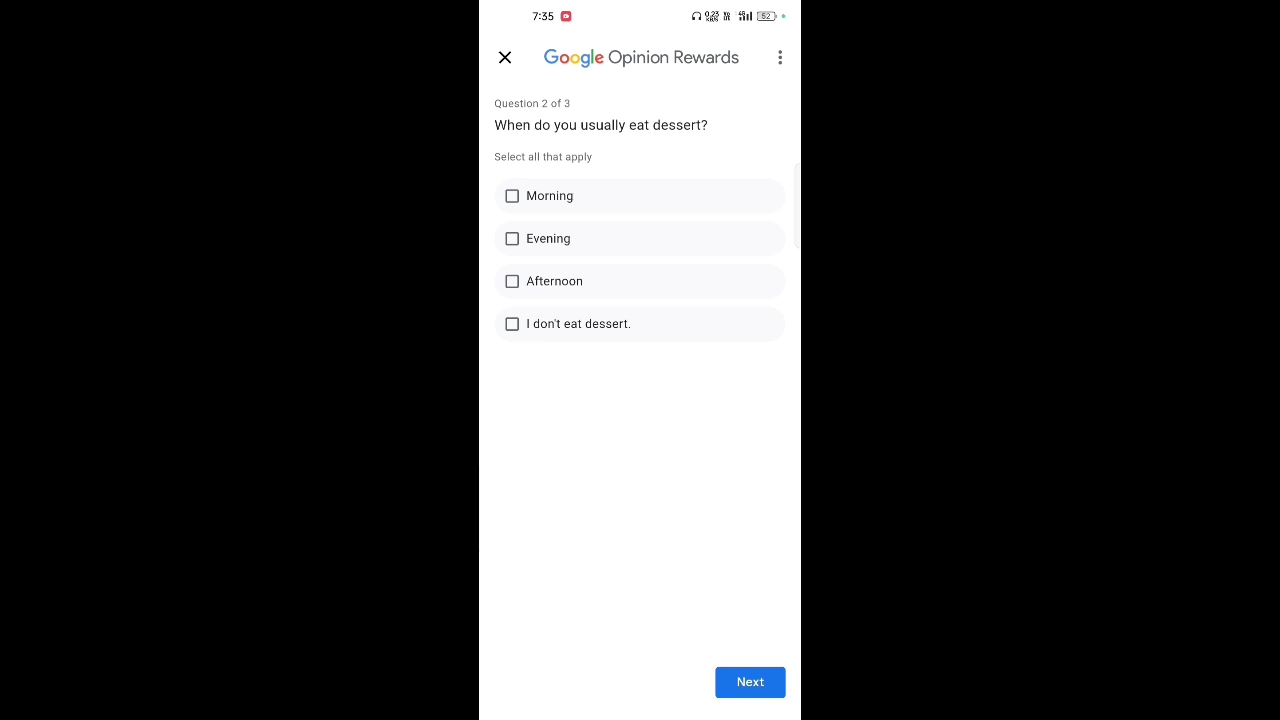 7:35
52
Google Opinion Rewards
Question 2 of 3
When do you usually eat dessert?
Select all that apply
Morning
Evening
Afternoon
I don't eat dessert.
Next